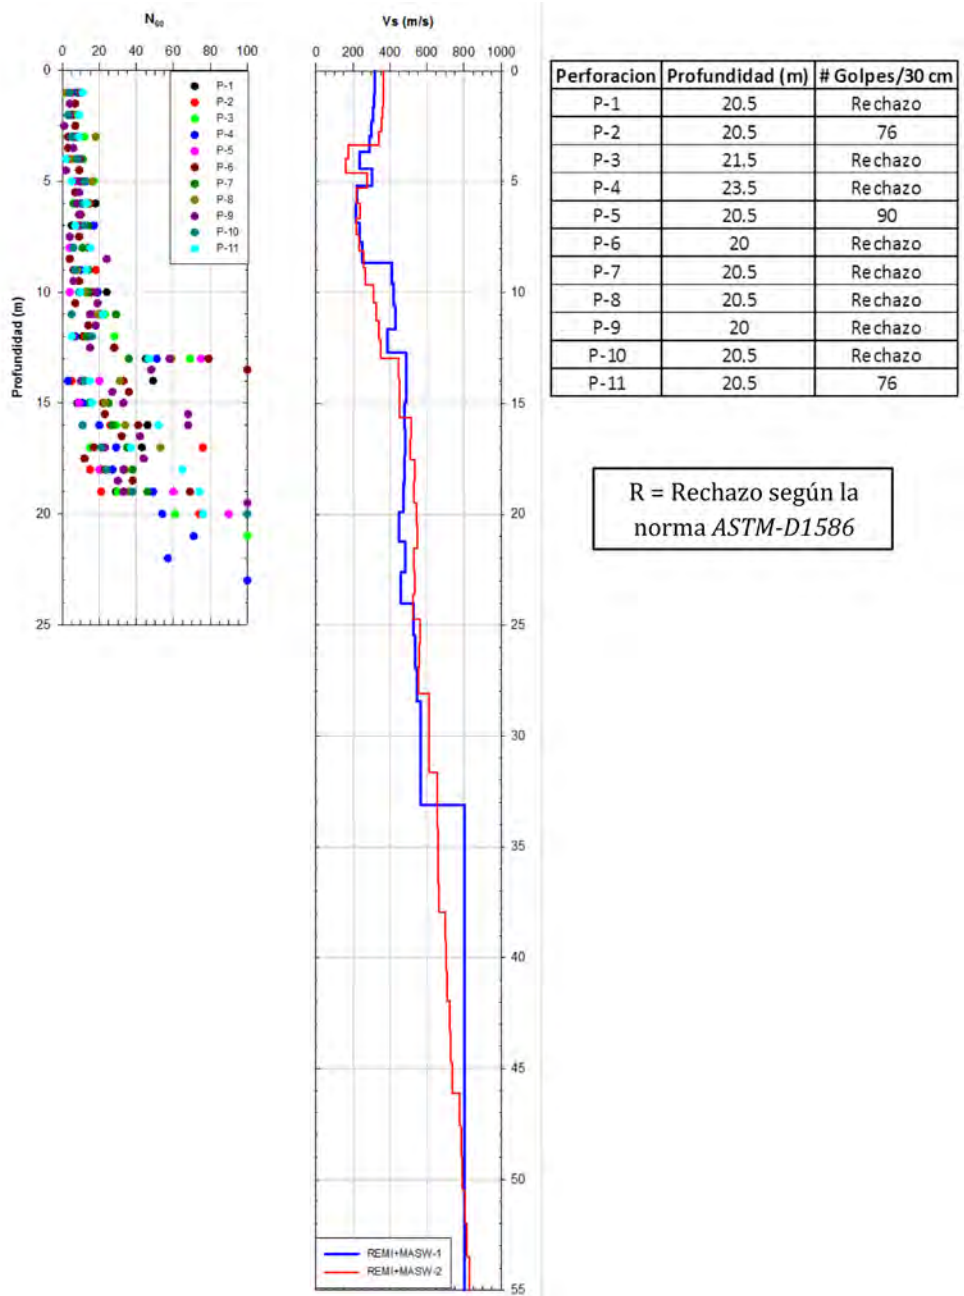 N60
0 20 40 60 80 100
0
5
10
15
20
25
Profundidad (m)
P-1
P-2
P-3
P-4
P-5
P-6
P-7
P-8
P-9
P-10
P-11
Vs (m/s)
0 200 400 600 800 1000
0
5
10
15
20
25
30
35
40
45
50
55
REMI+MASW-1
REMI+MASW-2
Perforacion Profundidad (m) # Golpes/30 cm
P-1 20.5 Rechazo
P-2 20.5 76
P-3 21.5 Rechazo
P-4 23.5 Rechazo
P-5 20.5 90
P-6 20 Rechazo
P-7 20.5 Rechazo
P-8 20.5 Rechazo
P-9 20 Rechazo
P-10 20.5 Rechazo
P-11 20.5 76
R = Rechazo según la
norma ASTM-D1586